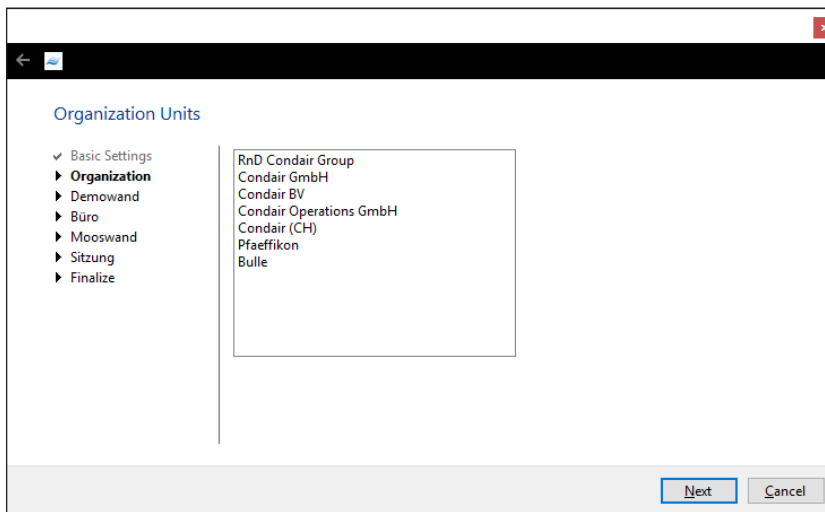 Organization Units
Basic Settings
Organization
Demowand
Büro
Mooswand
Sitzung
Finalize
RnD Condair Group
Condair GmbH
Condair BV
Condair Operations GmbH
Condair (CH)
Pfaeffikon
Bulle
Next
Cancel